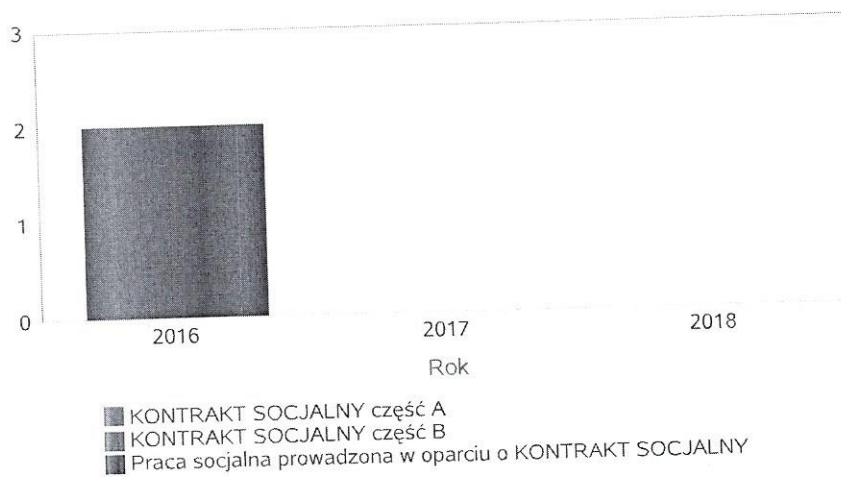 3
2
1
0
2016 2017 2018
Rok
KONTRAKT SOCJALNY część A
KONTRAKT SOCJALNY część B
Praca socjalna prowadzona w oparciu o KONTRAKT SOCJALNY